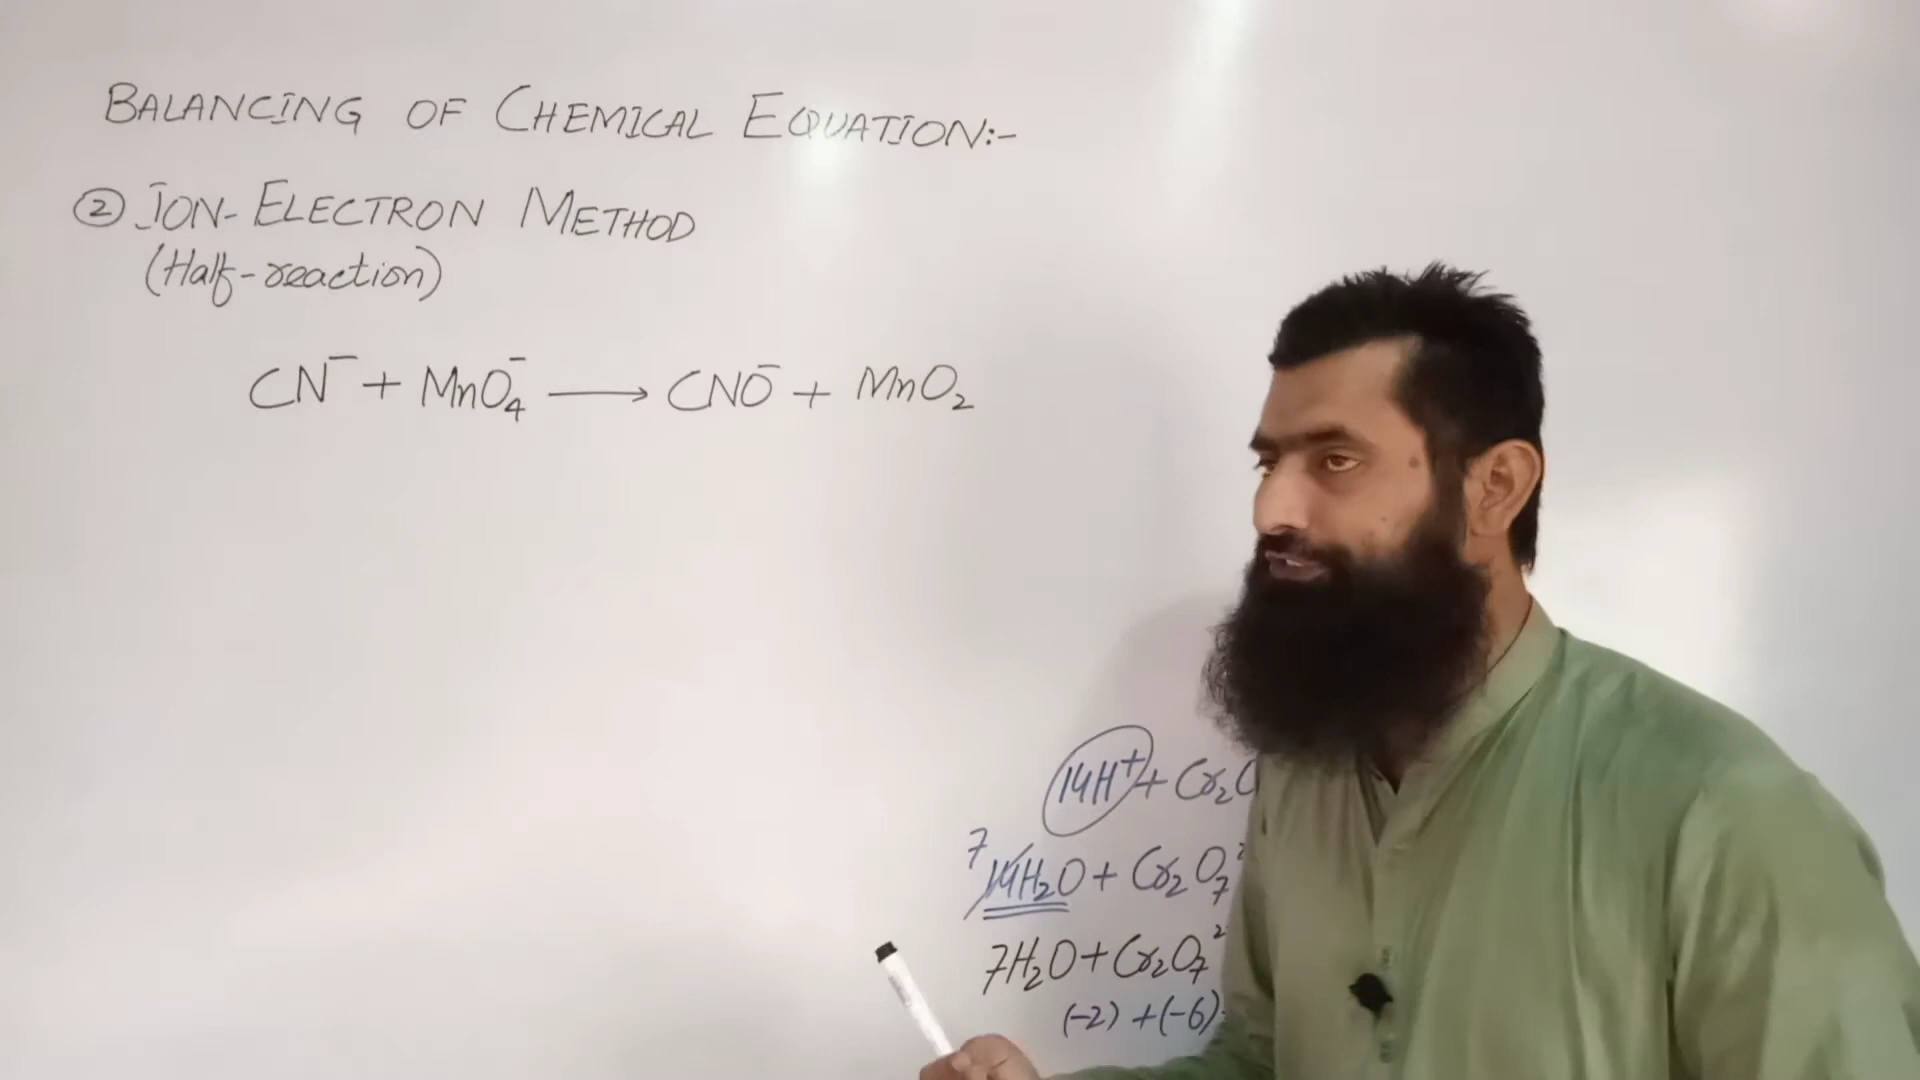 BALANCING OF CHEMICAL EQUATION:-
② ION-ELECTRON METHOD
(Half-reaction)
CN⁻ + MnO₄⁻ ⟶ CNO⁻ + MnO₂
14H⁺ + Cr₂O
7
14H₂O + Cr₂O₇²
7H₂O + Cr₂O₇²
(-2) + (-6)